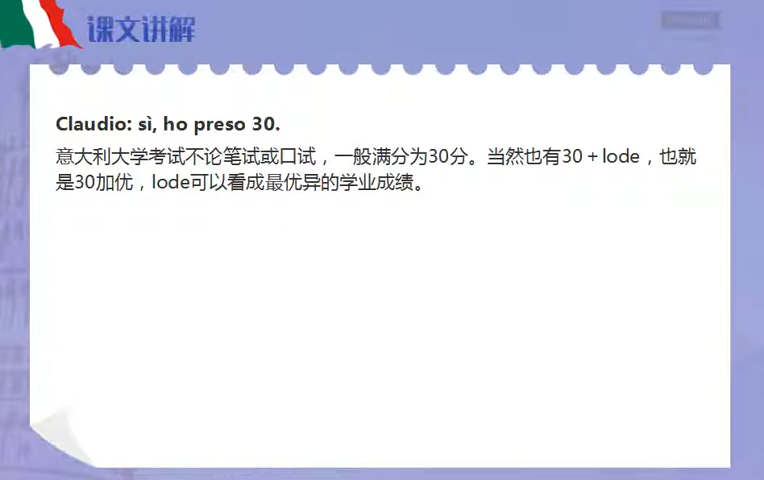 课文讲解
Claudio: sì, ho preso 30.
意大利大学考试不论笔试或口试，一般满分为30分。当然也有30＋lode，也就
是30加优，lode可以看成最优异的学业成绩。